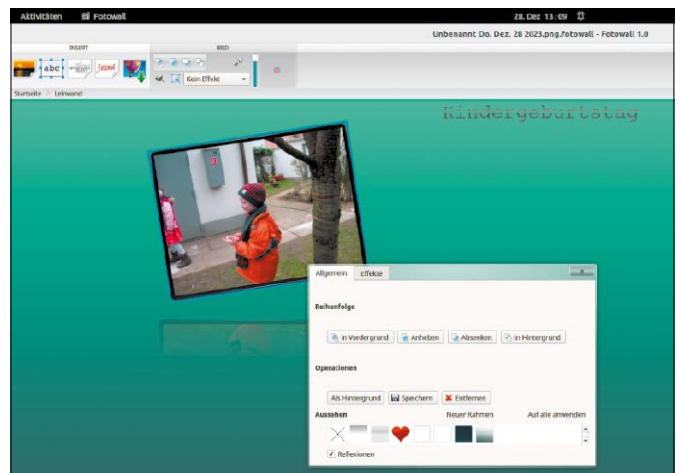 Aktivitäten Fotowall 28. Dez 13:09
Unbenannt Do. Dez. 28 2023.png.fotowall - Fotowall 1.0
INSERT BILD
abc Fotowall
Kein Effekt
Startseite > Leinwand
Kindergeburtstag
Allgemein Effekte
Reihenfolge
in Vordergrund Anheben Absenken in Hintergrund
Operationen
Als Hintergrund Speichern Entfernen
Aussehen Neuer Rahmen Auf alle anwenden
Reflexionen